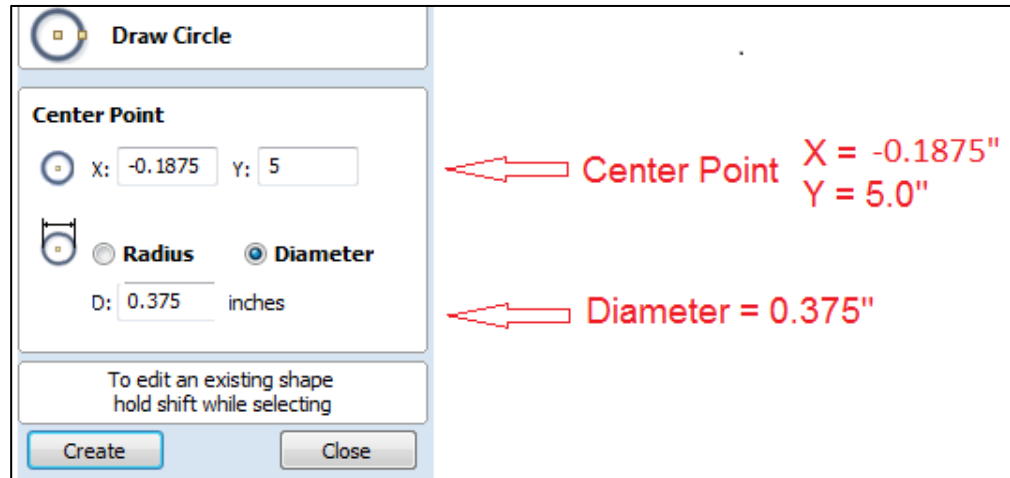 Draw Circle
Center Point
X: -0.1875 Y: 5
Center Point X = -0.1875"
Y = 5.0"
Radius Diameter
D: 0.375 inches
Diameter = 0.375"
To edit an existing shape
hold shift while selecting
Create Close